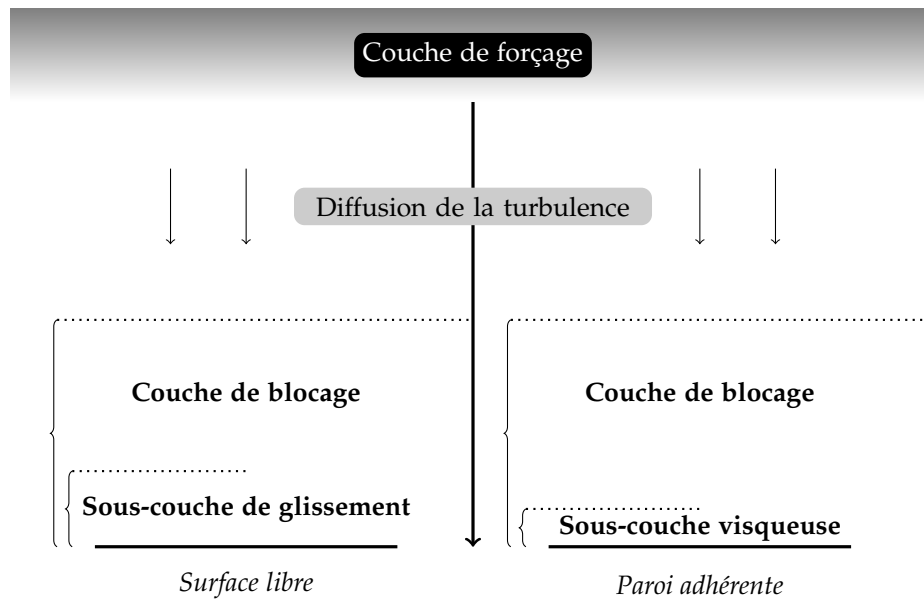 Couche de forçage
Diffusion de la turbulence
Couche de blocage
Couche de blocage
Sous-couche de glissement
Sous-couche visqueuse
Surface libre
Paroi adhérente